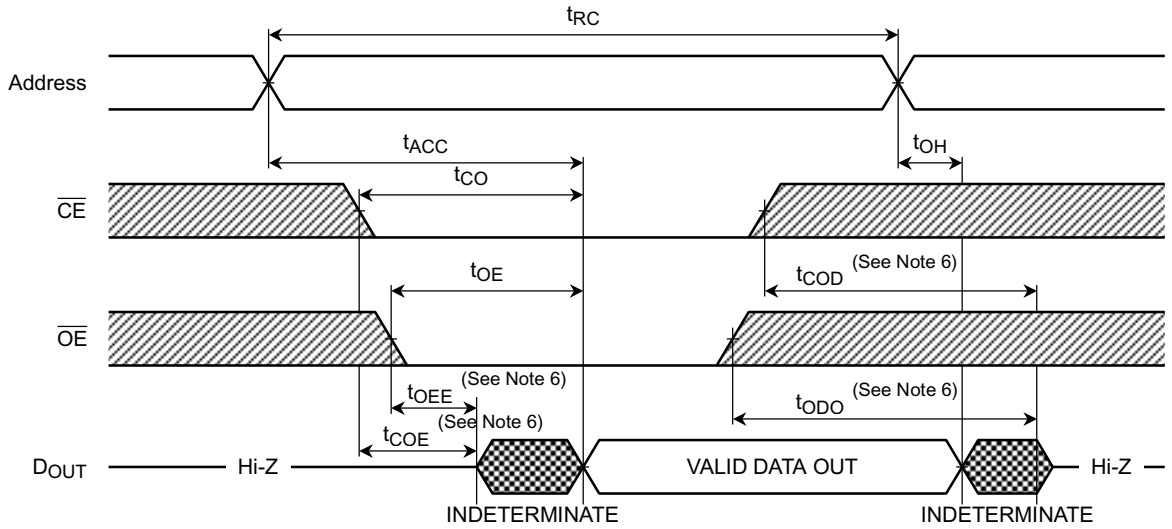 tRC
Address
tACC
tOH
tCO
CE
(See Note 6)
tCOD
tOE
OE
(See Note 6)
tOEE
(See Note 6)
tODO
(See Note 6)
tCOE
DOUT
Hi-Z
VALID DATA OUT
Hi-Z
INDETERMINATE
INDETERMINATE